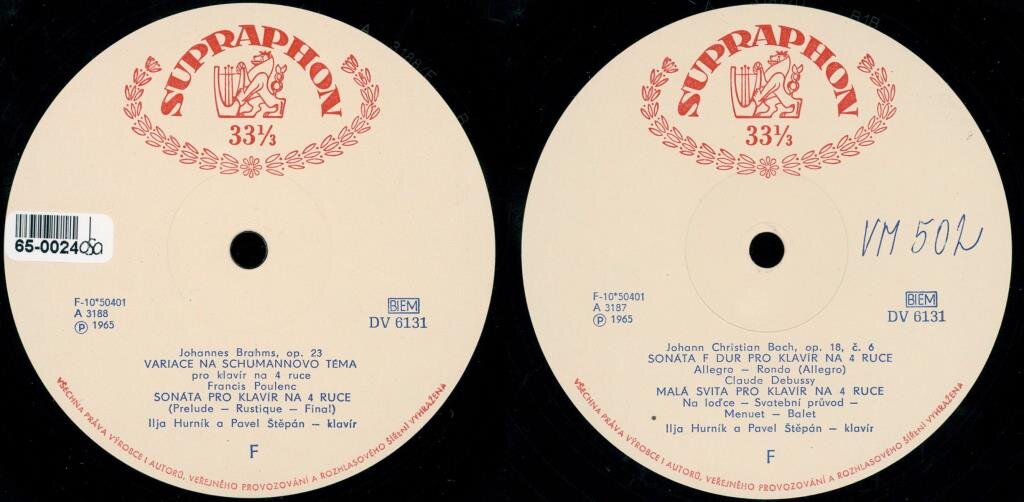 SUPRAPHON
33⅓
65-0024 osa
F-10*50401
A 3188
Ⓟ 1965
BIEM
DV 6131
Johannes Brahms, op. 23
VARIACE NA SCHUMANNOVO TÉMA
pro klavír na 4 ruce
Francis Poulenc
SONÁTA PRO KLAVÍR NA 4 RUCE
(Prelude – Rustique – Final)
Ilja Hurník a Pavel Štěpán – klavír
F
VŠECHNA PRÁVA VÝROBCE I AUTORŮ, VEŘEJNÉHO PROVOZOVÁNÍ A ROZHLASOVÉHO ŠÍŘENÍ VYHRAŽENA
SUPRAPHON
33⅓
VM 502
F-10*50401
A 3187
Ⓟ 1965
BIEM
DV 6131
Johann Christian Bach, op. 18, č. 6
SONÁTA F DUR PRO KLAVÍR NA 4 RUCE
Allegro – Rondo (Allegro)
Claude Debussy
MALÁ SVITA PRO KLAVÍR NA 4 RUCE
Na loďce – Svatební průvod –
Menuet – Balet
Ilja Hurník a Pavel Štěpán – klavír
F
VŠECHNA PRÁVA VÝROBCE I AUTORŮ, VEŘEJNÉHO PROVOZOVÁNÍ A ROZHLASOVÉHO ŠÍŘENÍ VYHRAŽENA